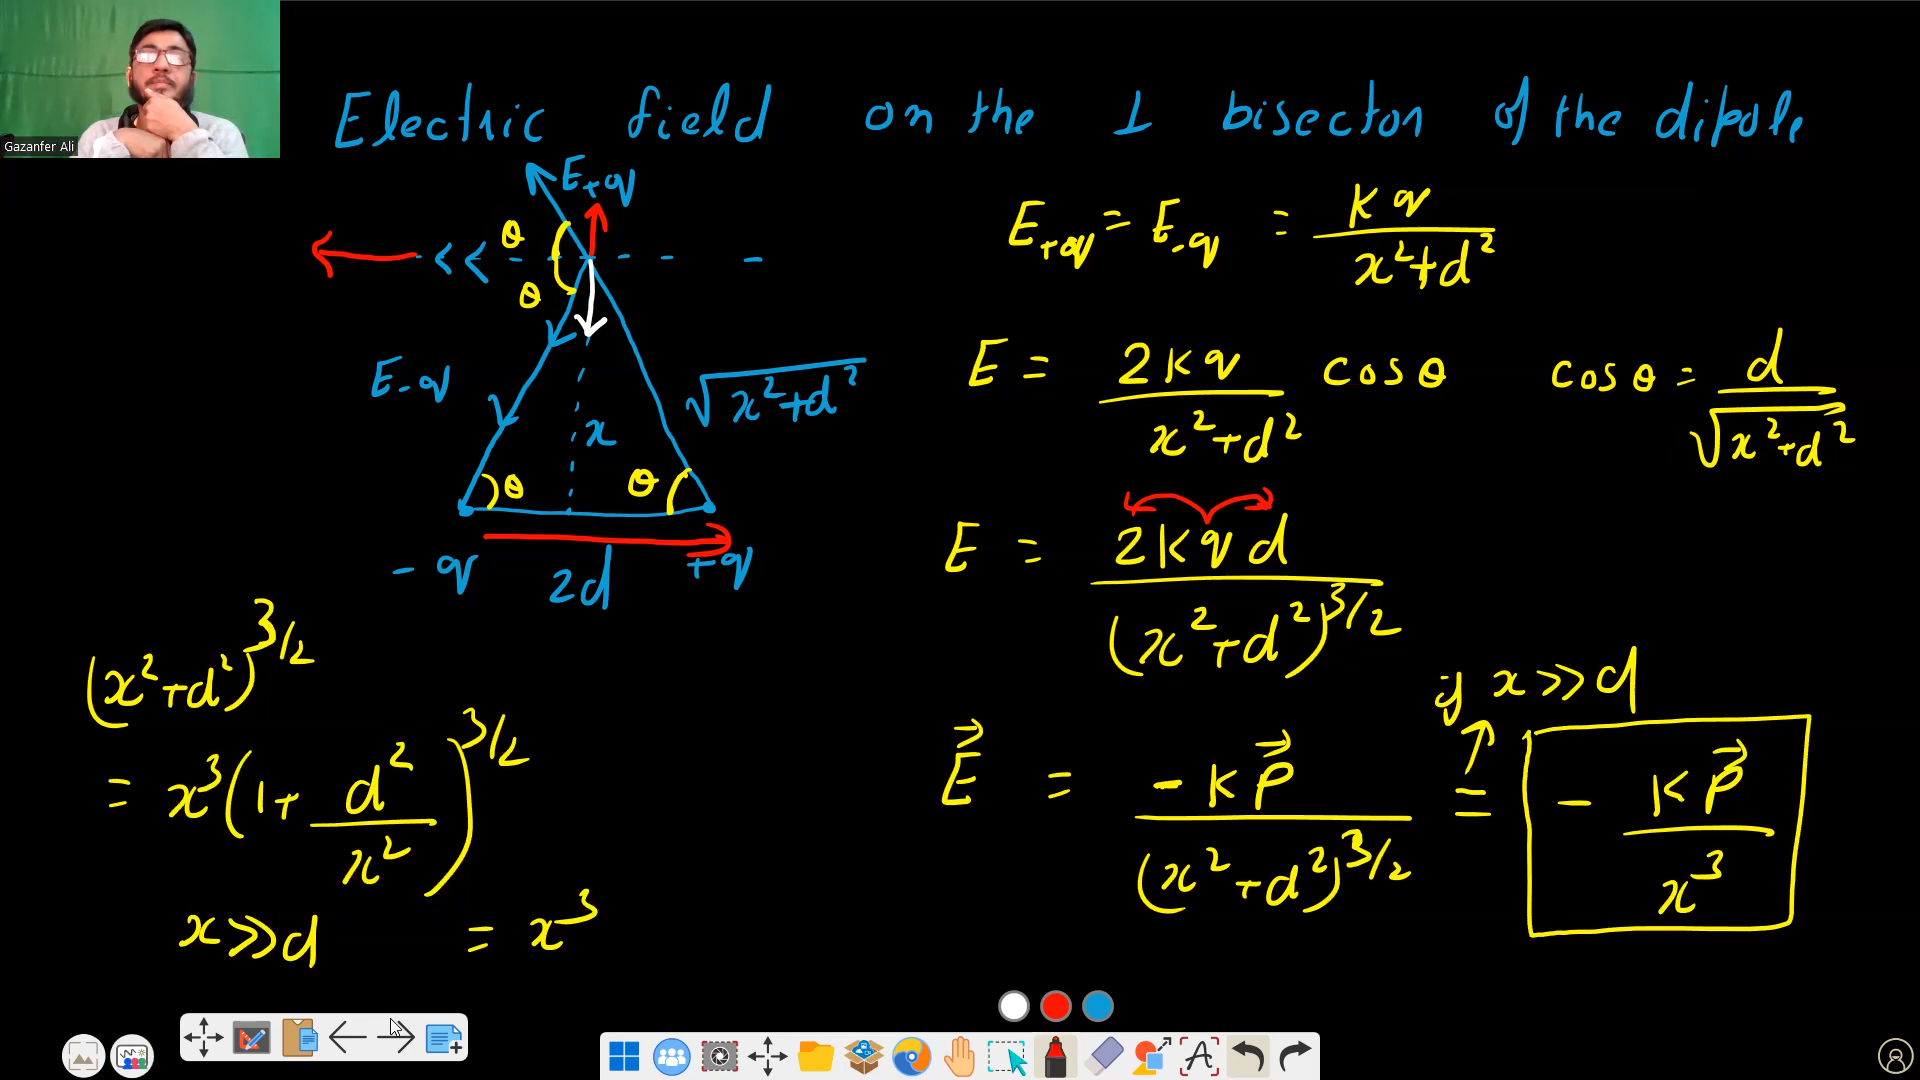 Gazanfer Ali
Electric field on the ⊥ bisector of the dipole
E+q
θ
θ
E-q
√x²+d²
x
θ θ
-q 2d +q
E+q = E-q = kq/x²+d²
E = 2kq/x²+d² cosθ cosθ = d/√x²+d²
E = 2kqd/(x²+d²)^3/2
(x²+d²)^3/2
= x³(1+d²/x²)^3/2
x>>d = x³
if x>>d
E⃗ = -kp⃗/(x²+d²)^3/2 = -kp⃗/x³